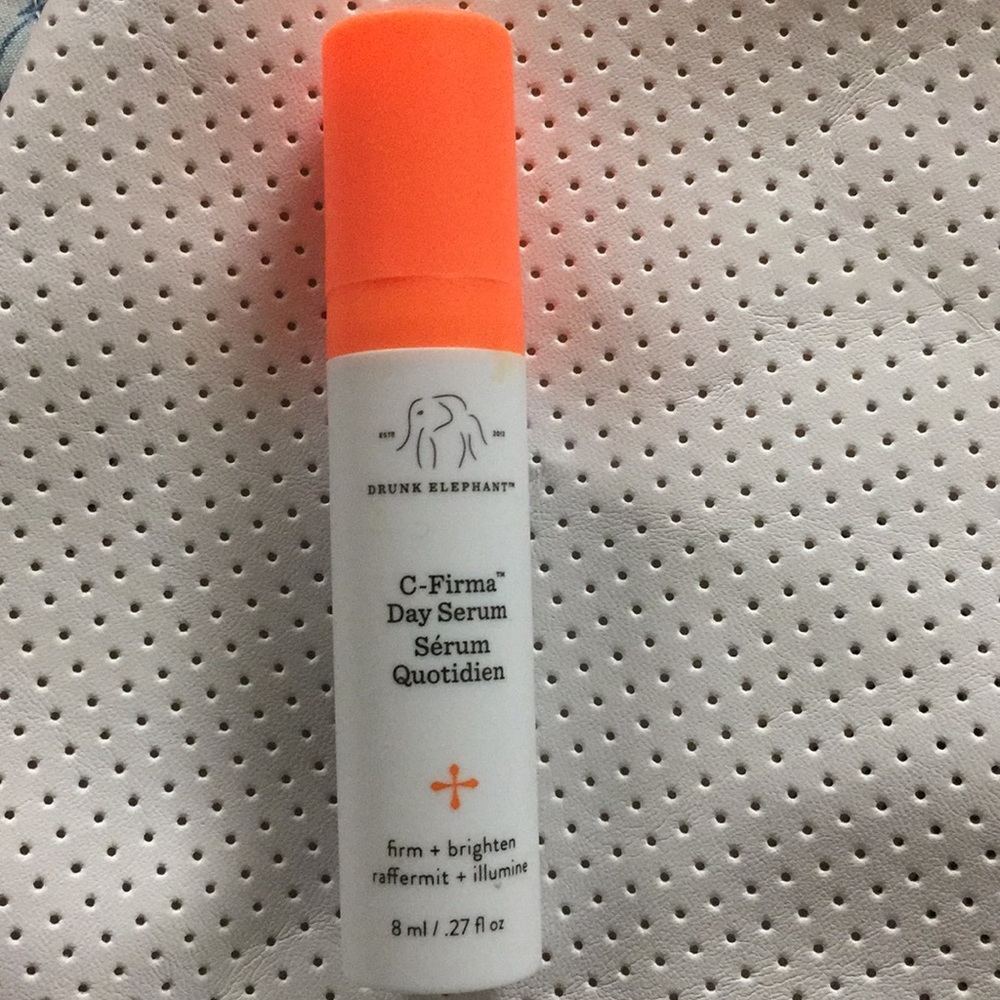 ESTD 2012
DRUNK ELEPHANT™
C-Firma™
Day Serum
Sérum
Quotidien
firm + brighten
raffermit + illumine
8 ml / .27 fl oz